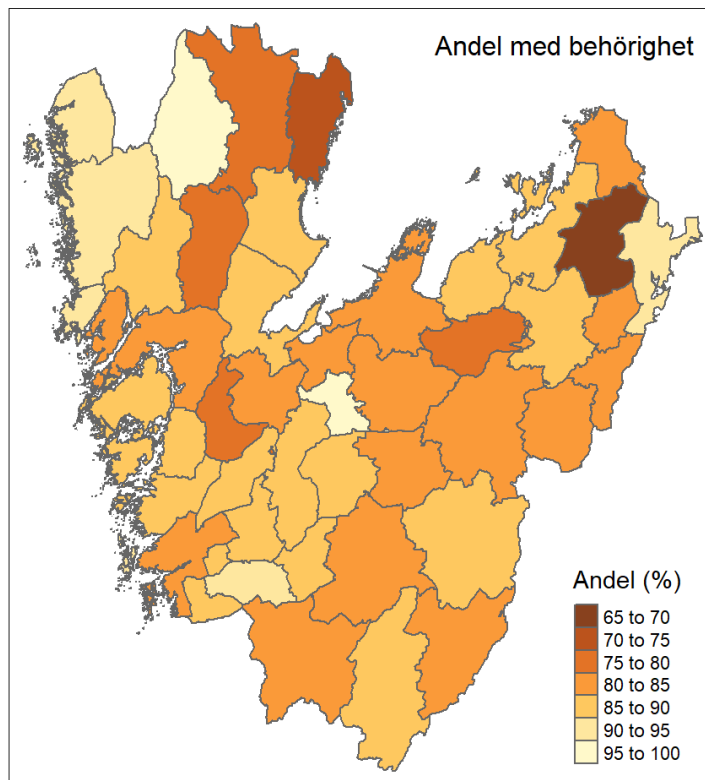 Andel med behörighet
Andel (%)
65 to 70
70 to 75
75 to 80
80 to 85
85 to 90
90 to 95
95 to 100